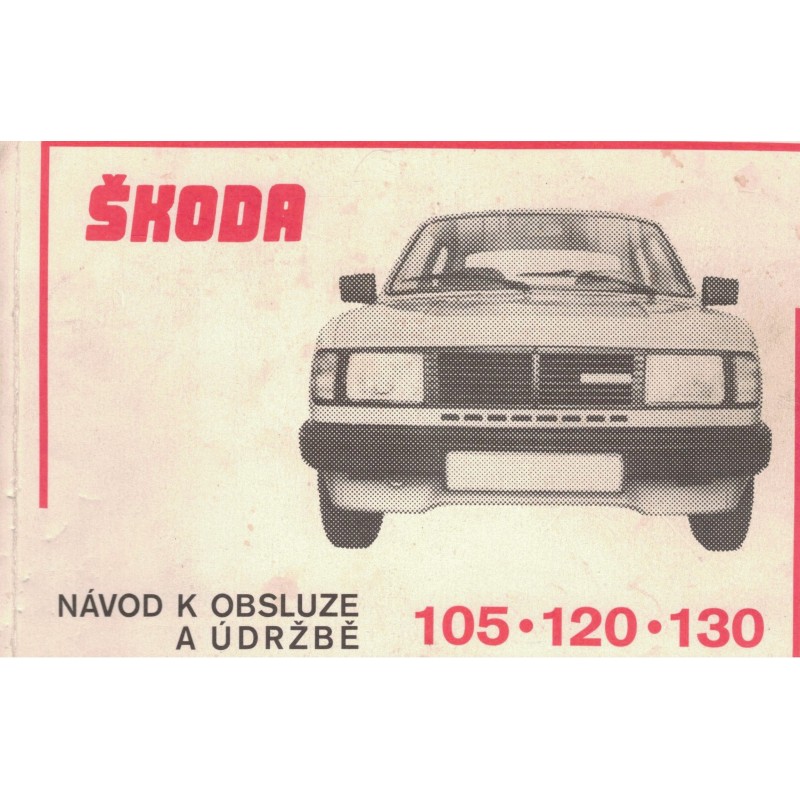 ŠKODA
NÁVOD K OBSLUZE
A ÚDRŽBĚ
105 • 120 • 130